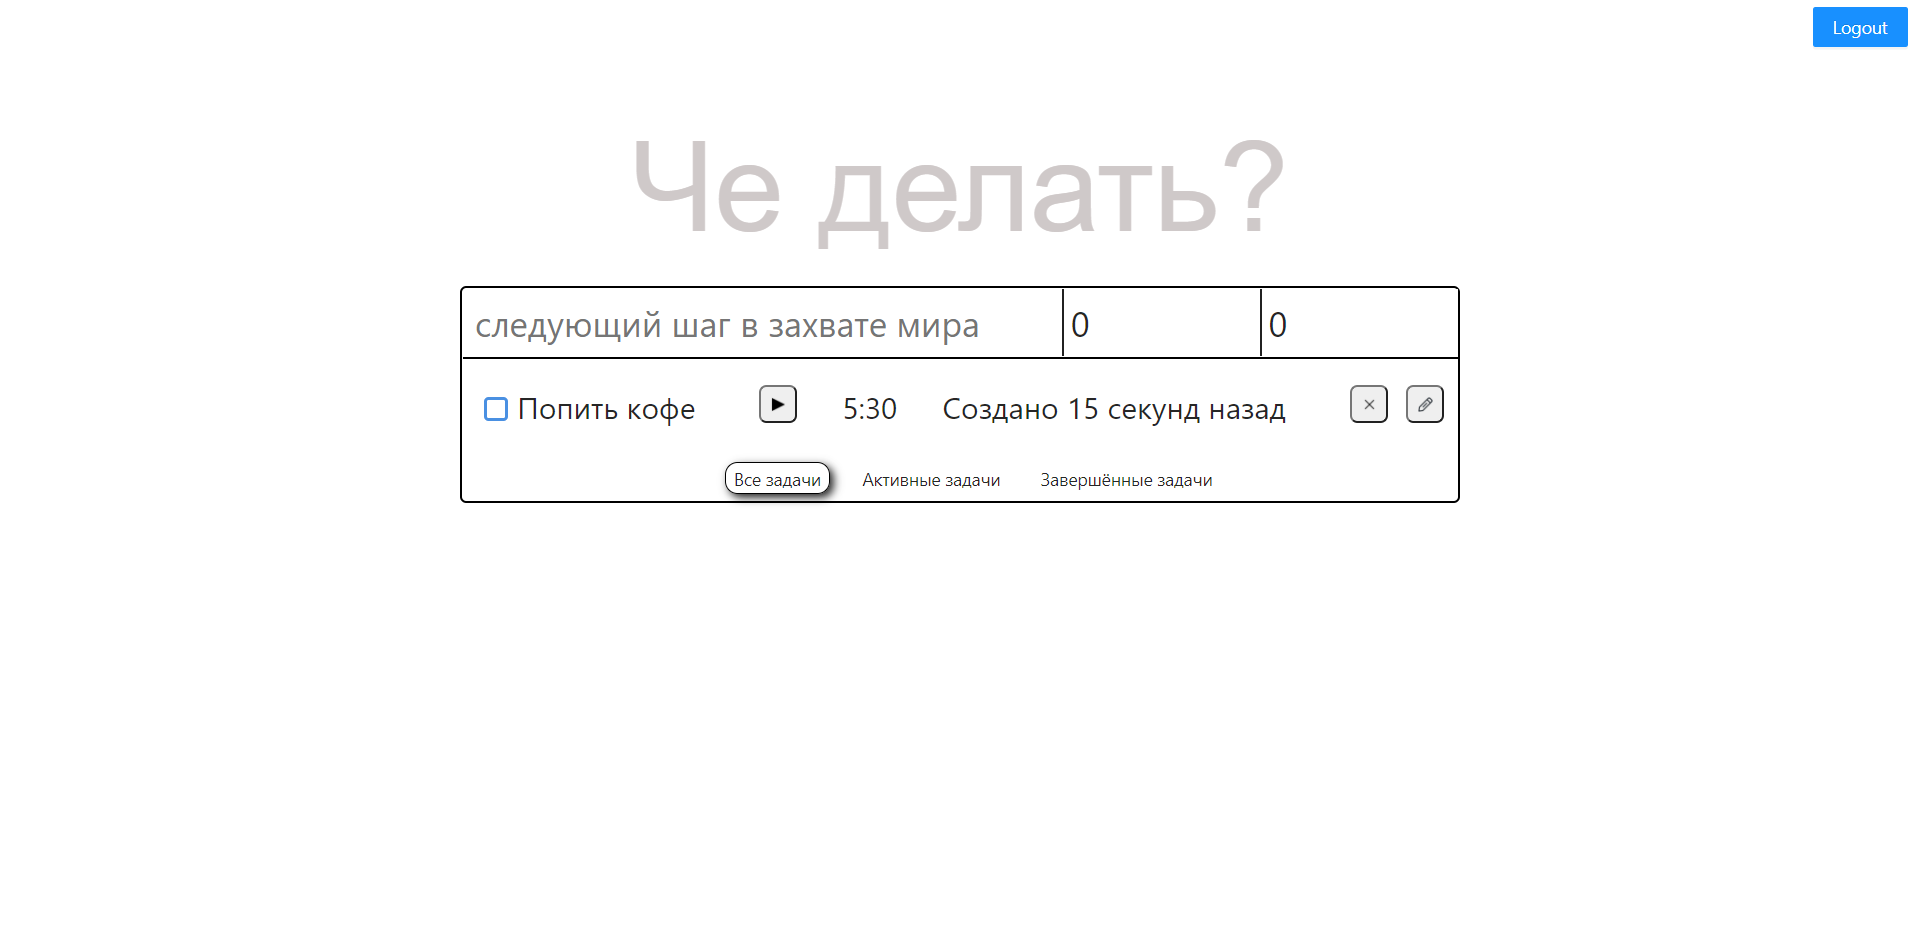 Logout
Че делать?
следующий шаг в захвате мира 0 0
Попить кофе 5:30 Создано 15 секунд назад
Все задачи Активные задачи Завершённые задачи